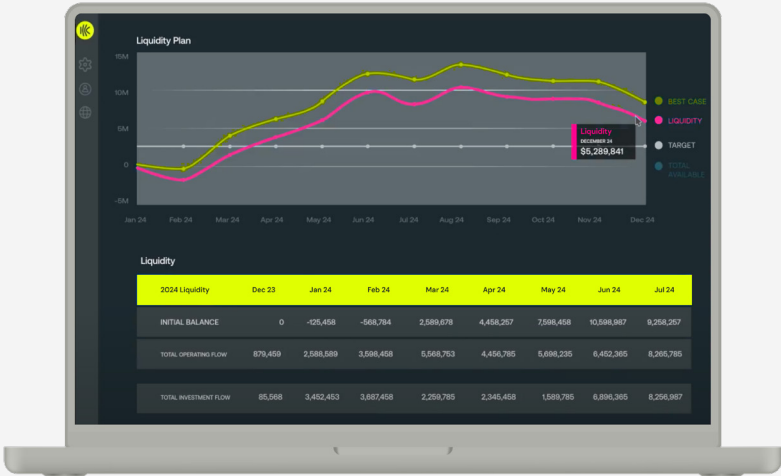 Liquidity Plan
15M
10M
5M
0
-5M
BEST CASE
LIQUIDITY
TARGET
TOTAL
AVAILABLE
Liquidity
DECEMBER 24
$5,289,841
Jan 24 Feb 24 Mar 24 Apr 24 May 24 Jun 24 Jul 24 Aug 24 Sep 24 Oct 24 Nov 24 Dec 24
Liquidity
2024 Liquidity Dec 23 Jan 24 Feb 24 Mar 24 Apr 24 May 24 Jun 24 Jul 24
INITIAL BALANCE 0 -125,458 -568,784 2,589,678 4,458,257 7,598,458 10,598,987 9,258,257
TOTAL OPERATING FLOW 879,459 2,588,589 3,598,458 5,568,753 4,456,785 5,698,235 6,452,365 8,265,785
TOTAL INVESTMENT FLOW 85,568 3,452,453 3,687,458 2,259,785 2,345,458 1,589,785 6,896,365 8,256,987